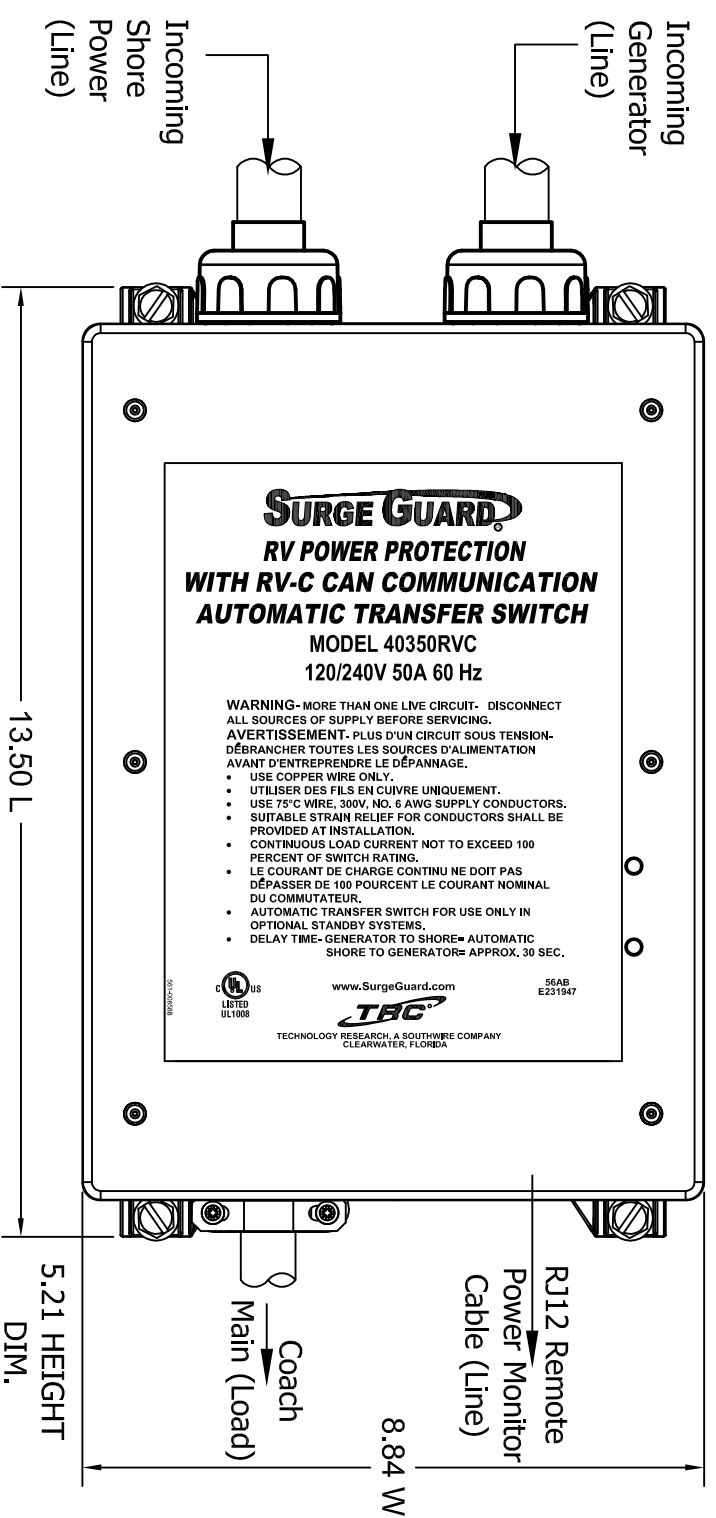 Incoming
Generator
(Line)
Incoming
Shore
Power
(Line)
SURGE GUARD®
RV POWER PROTECTION
WITH RV-C CAN COMMUNICATION
AUTOMATIC TRANSFER SWITCH
MODEL 40350RVC
120/240V 50A 60 Hz
WARNING- MORE THAN ONE LIVE CIRCUIT- DISCONNECT
ALL SOURCES OF SUPPLY BEFORE SERVICING.
AVERTISSEMENT- PLUS D'UN CIRCUIT SOUS TENSION-
DÉBRANCHER TOUTES LES SOURCES D'ALIMENTATION
AVANT D'ENTREPRENDRE LE DÉPANNAGE.
• USE COPPER WIRE ONLY.
• UTILISER DES FILS EN CUIVRE UNIQUEMENT.
• USE 75°C WIRE, 300V, NO. 6 AWG SUPPLY CONDUCTORS.
• SUITABLE STRAIN RELIEF FOR CONDUCTORS SHALL BE
PROVIDED AT INSTALLATION.
• CONTINUOUS LOAD CURRENT NOT TO EXCEED 100
PERCENT OF SWITCH RATING.
• LE COURANT DE CHARGE CONTINU NE DOIT PAS
DÉPASSER DE 100 POURCENT LE COURANT NOMINAL
DU COMMUTATEUR.
• AUTOMATIC TRANSFER SWITCH FOR USE ONLY IN
OPTIONAL STANDBY SYSTEMS.
• DELAY TIME- GENERATOR TO SHORE= AUTOMATIC
SHORE TO GENERATOR= APPROX. 30 SEC.
C UL US
LISTED
UL1008
www.SurgeGuard.com
56AB
E231947
TRC
TECHNOLOGY RESEARCH, A SOUTHWIRE COMPANY
CLEARWATER, FLORIDA
RJ12 Remote
Power Monitor
Cable (Line)
Coach
Main (Load)
13.50 L
8.84 W
5.21 HEIGHT
DIM.